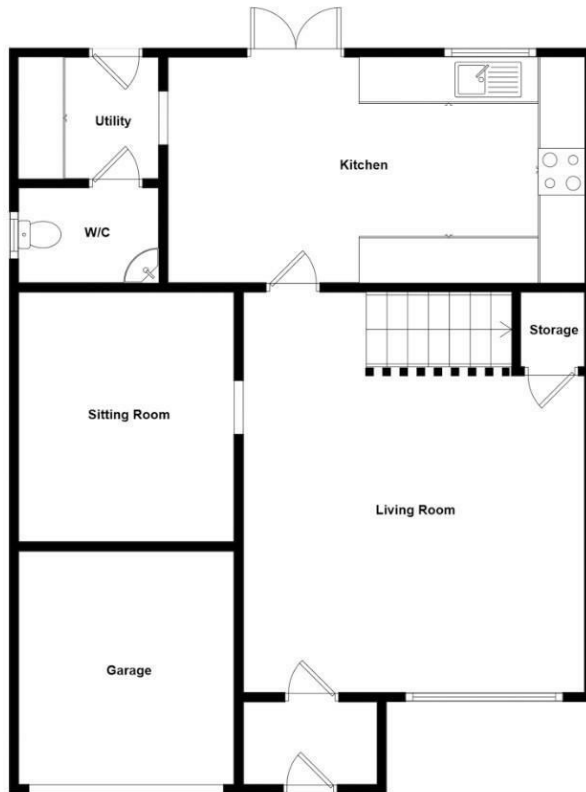 Utility
Kitchen
W/C
Storage
Sitting Room
Living Room
Garage